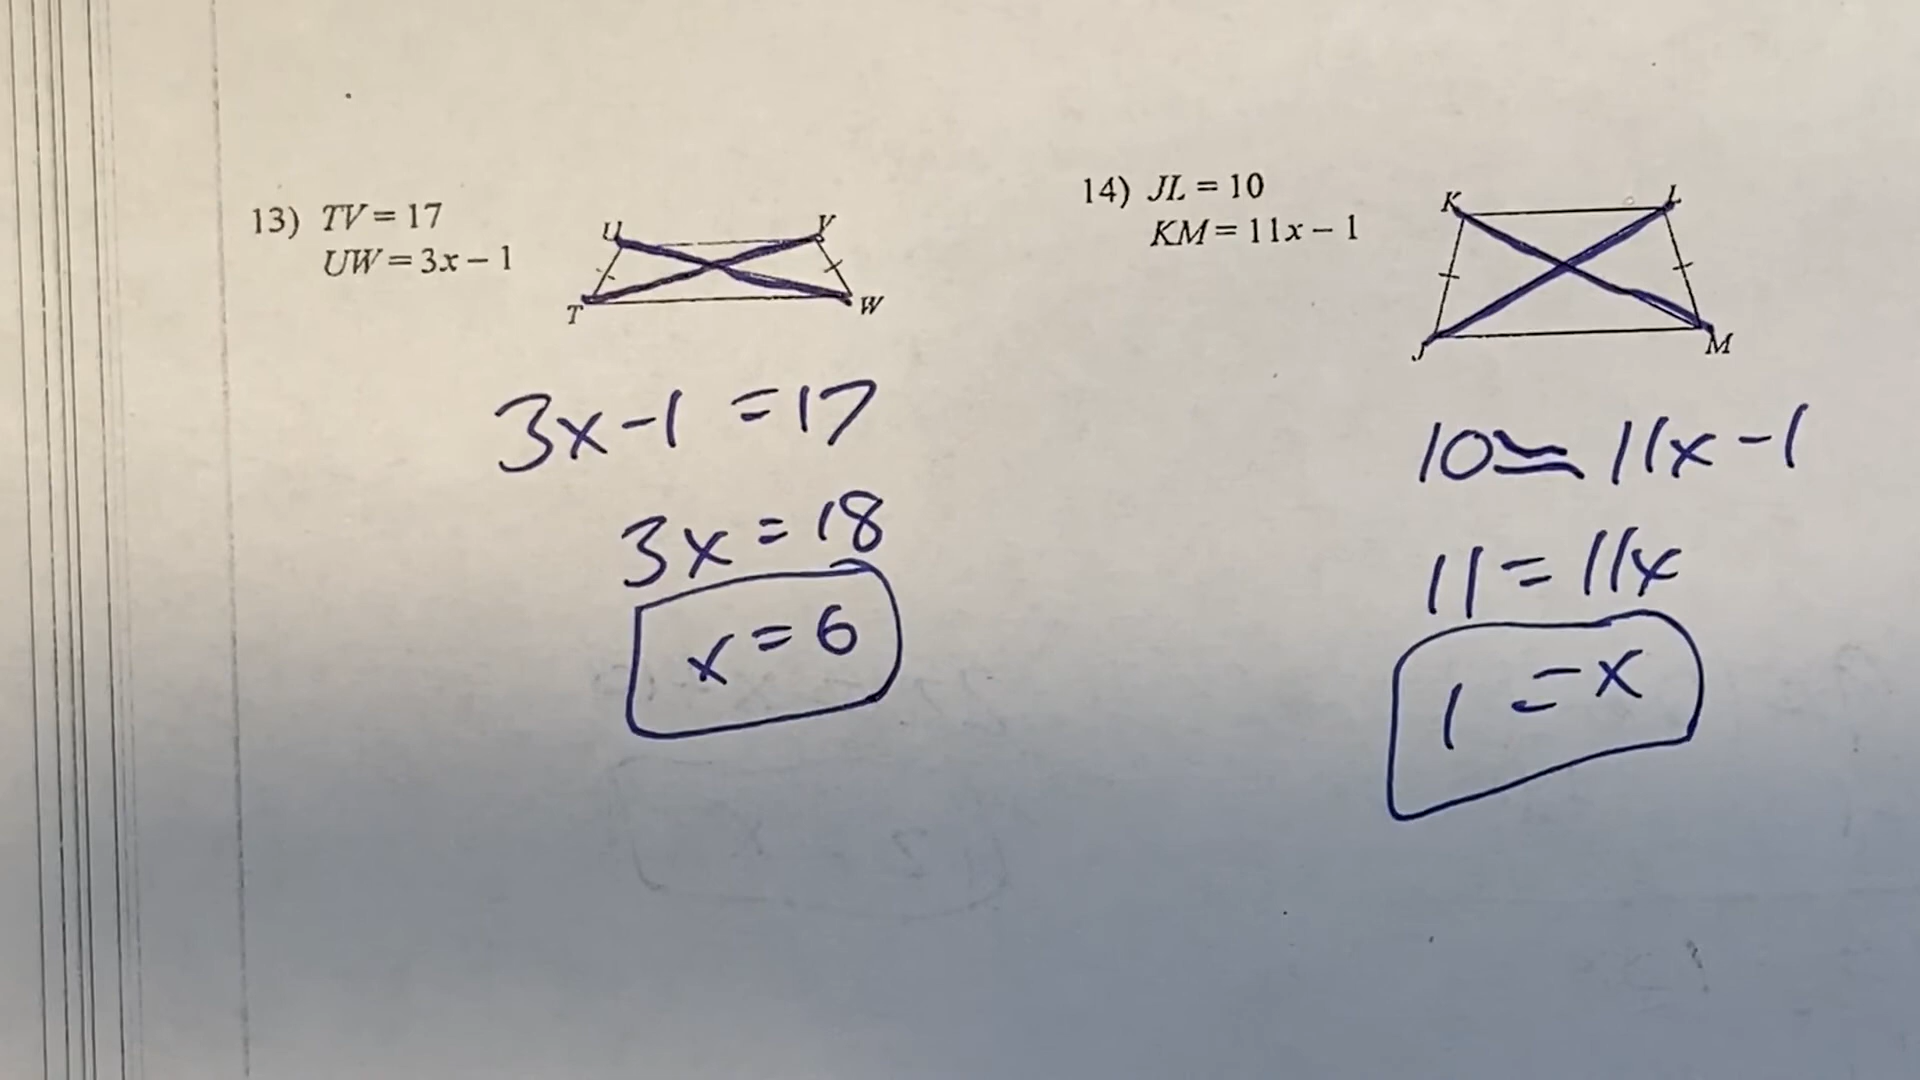 13) TV = 17
UW = 3x − 1
U V
T W
3x - 1 = 17
3x = 18
x = 6
14) JL = 10
KM = 11x − 1
K L
J M
10 = 11x - 1
11 = 11x
1 = x